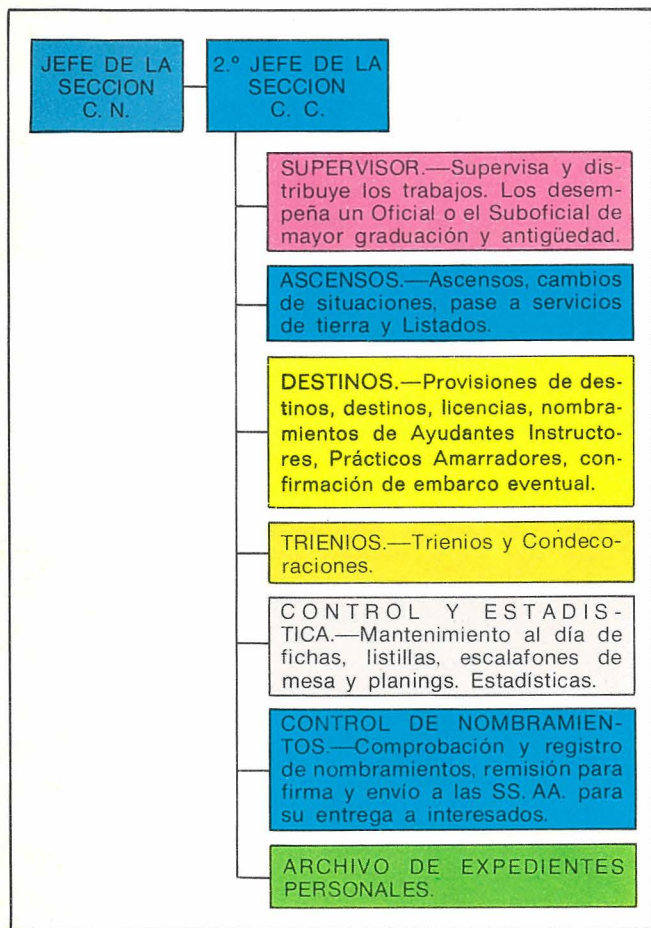 JEFE DE LA
SECCION
C. N.
2.º JEFE DE LA
SECCION
C. C.
SUPERVISOR.—Supervisa y dis-
tribuye los trabajos. Los desem-
peña un Oficial o el Suboficial de
mayor graduación y antigüedad.
ASCENSOS.—Ascensos, cambios
de situaciones, pase a servicios
de tierra y Listados.
DESTINOS.—Provisiones de des-
tinos, destinos, licencias, nombra-
mientos de Ayudantes Instructo-
res, Prácticos Amarradores, con-
firmación de embarco eventual.
TRIENIOS.—Trienios y Condeco-
raciones.
CONTROL Y ESTADIS-
TICA.—Mantenimiento al día de
fichas, listillas, escalafones de
mesa y planings. Estadísticas.
CONTROL DE NOMBRAMIEN-
TOS.—Comprobación y registro
de nombramientos, remisión para
firma y envío a las SS. AA. para
su entrega a interesados.
ARCHIVO DE EXPEDIENTES
PERSONALES.